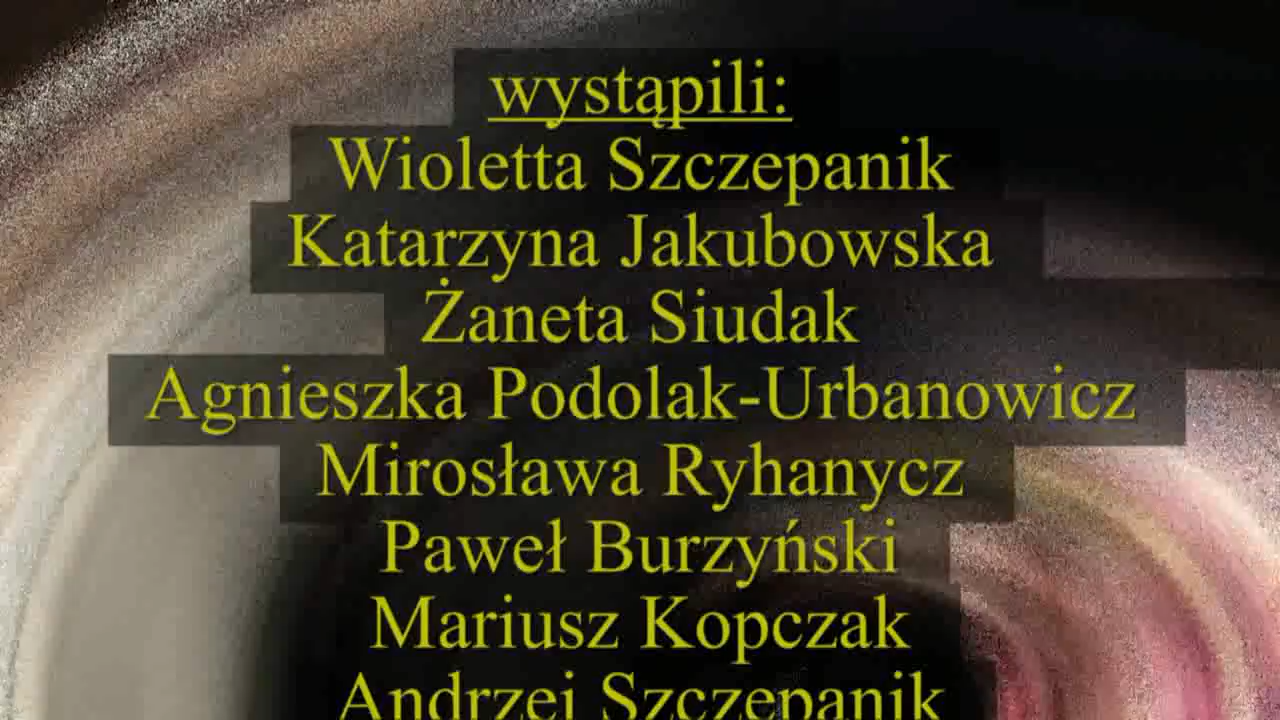 wystąpili:
Wioletta Szczepanik
Katarzyna Jakubowska
Żaneta Siudak
Agnieszka Podolak-Urbanowicz
Mirosława Ryhanycz
Paweł Burzyński
Mariusz Kopczak
Andrzej Szczepanik